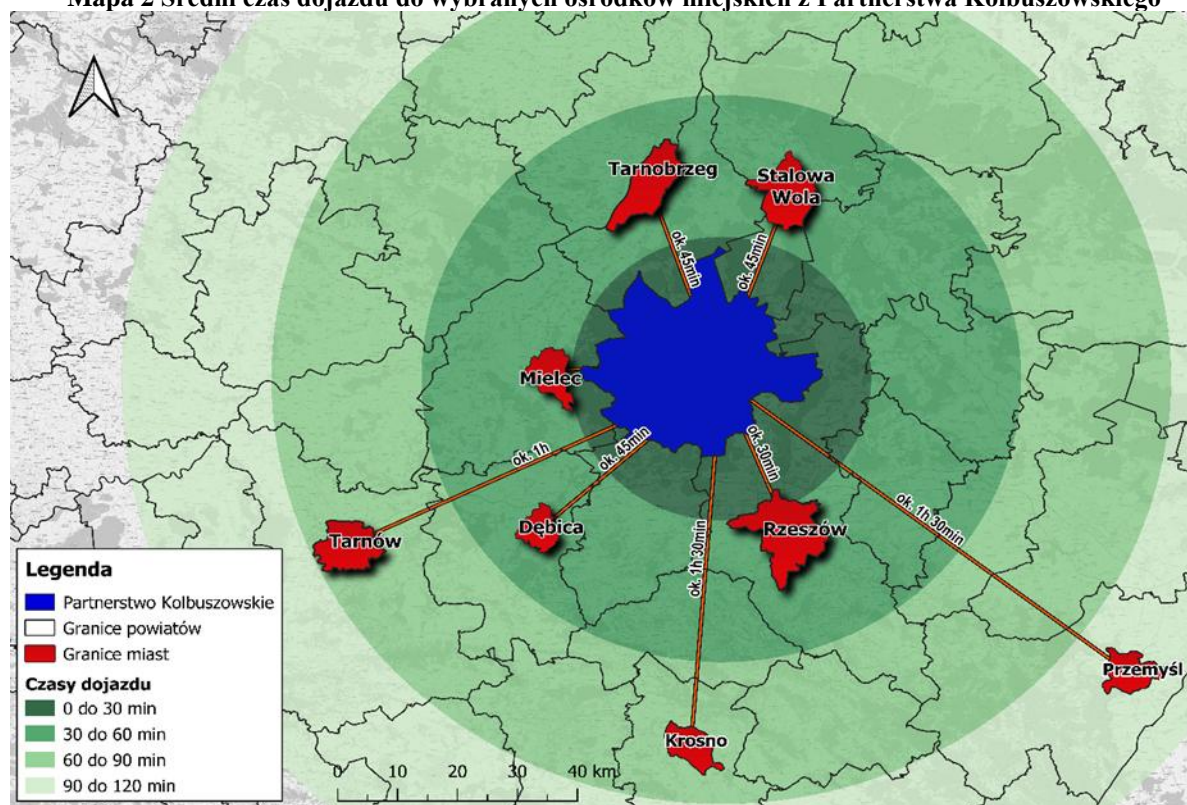 Mapa 2 Średni czas dojazdu do wybranych ośrodków miejskich z Partnerstwa Kolbuszowskiego
Tarnobrzeg
Stalowa
Wola
ok. 45min
ok. 45min
Mielec
ok. 1h
ok. 45min
ok. 30min
ok. 1h 30min
ok. 1h 30min
Tarnów
Dębica
Rzeszów
Przemyśl
Krosno
Legenda
Partnerstwo Kolbuszowskie
Granice powiatów
Granice miast
Czasy dojazdu
0 do 30 min
30 do 60 min
60 do 90 min
90 do 120 min
0 10 20 30 40 km